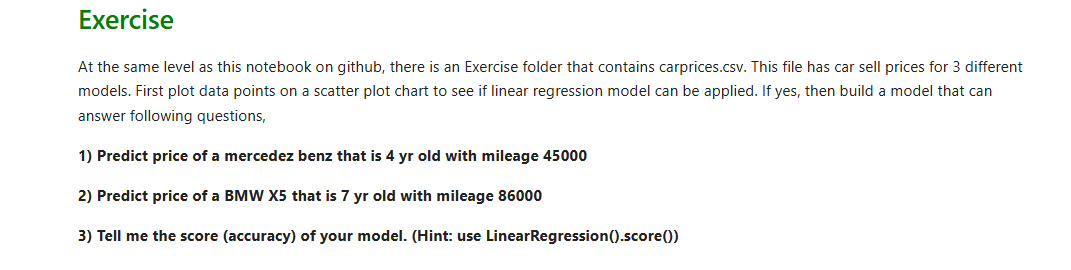 Exercise
At the same level as this notebook on github, there is an Exercise folder that contains carprices.csv. This file has car sell prices for 3 different
models. First plot data points on a scatter plot chart to see if linear regression model can be applied. If yes, then build a model that can
answer following questions,
1) Predict price of a mercedez benz that is 4 yr old with mileage 45000
2) Predict price of a BMW X5 that is 7 yr old with mileage 86000
3) Tell me the score (accuracy) of your model. (Hint: use LinearRegression().score())